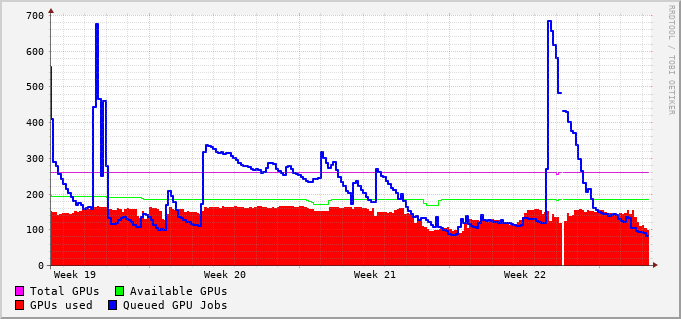 700
600
500
400
300
200
100
0
Week 19 Week 20 Week 21 Week 22
Total GPUs Available GPUs
GPUs used Queued GPU Jobs
RRDTOOL / TOBI OETIKER